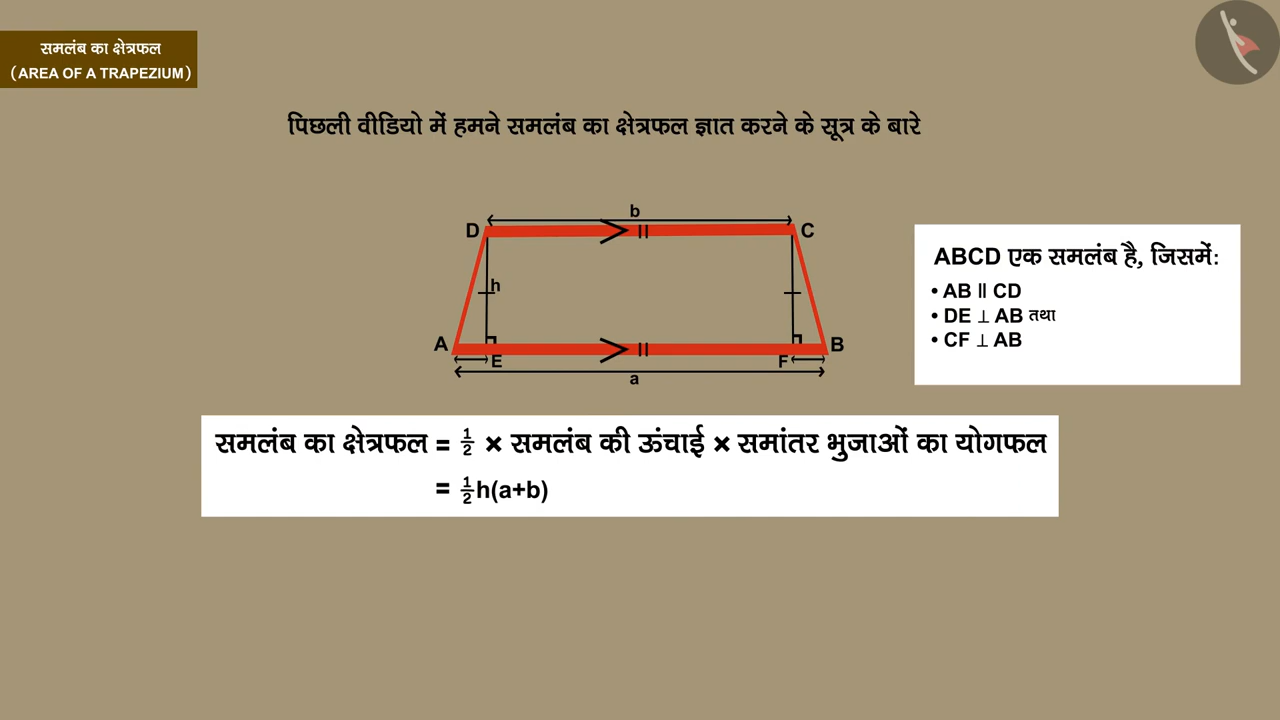 समलंब का क्षेत्रफल
(AREA OF A TRAPEZIUM)
पिछली वीडियो में हमने समलंब का क्षेत्रफल ज्ञात करने के सूत्र के बारे
b
D
C
h
A
B
E
F
a
ABCD एक समलंब है, जिसमें:
• AB || CD
• DE ⊥ AB तथा
• CF ⊥ AB
समलंब का क्षेत्रफल = 1/2 × समलंब की ऊंचाई × समांतर भुजाओं का योगफल
= 1/2h(a+b)